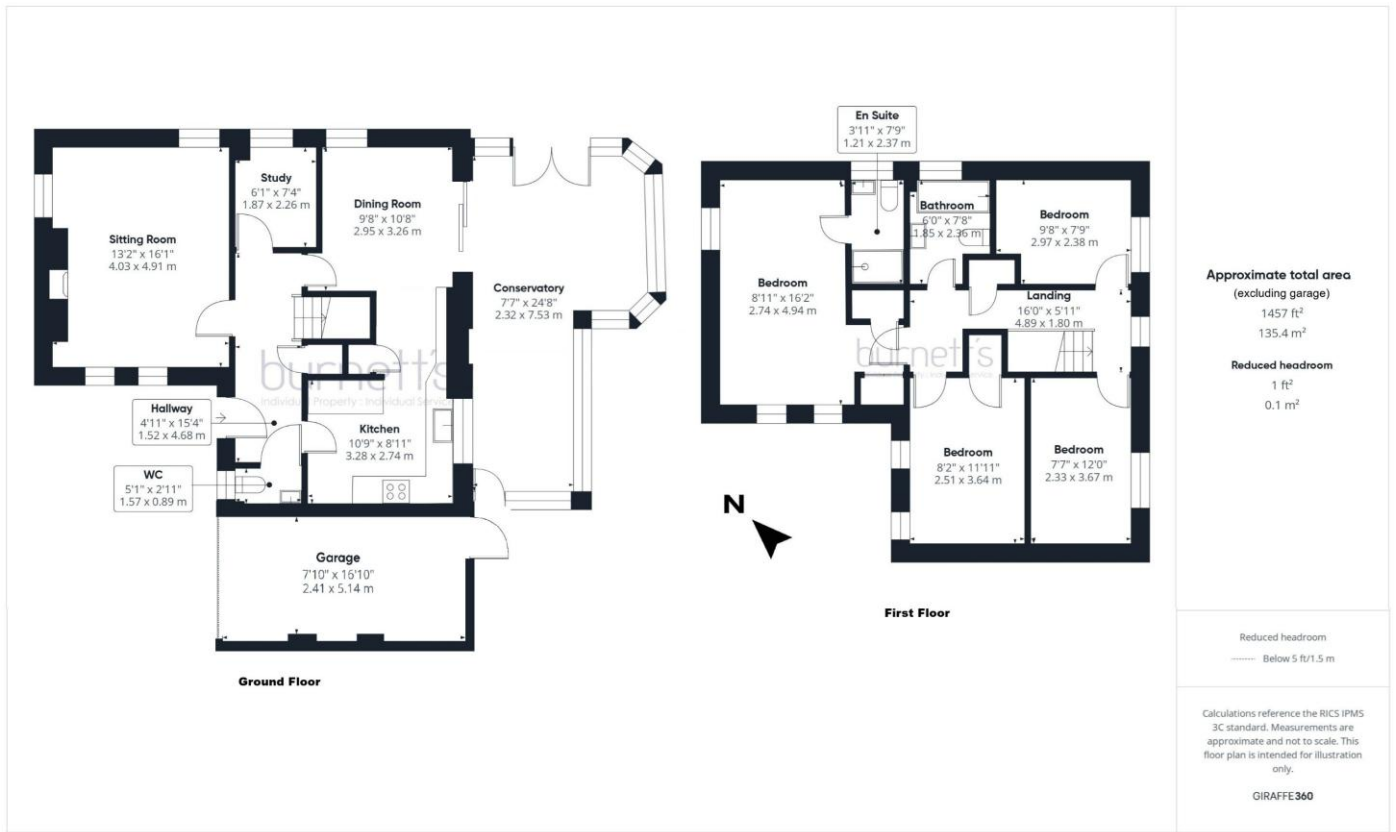 En Suite
3'11" x 7'9"
1.21 x 2.37 m
Study
6'1" x 7'4"
1.87 x 2.26 m
Dining Room
9'8" x 10'8"
2.95 x 3.26 m
Sitting Room
13'2" x 16'1"
4.03 x 4.91 m
Conservatory
7'7" x 24'8"
2.32 x 7.53 m
burnett's
Individual Property : Individual Service
Hallway
4'11" x 15'4"
1.52 x 4.68 m
Kitchen
10'9" x 8'11"
3.28 x 2.74 m
WC
5'1" x 2'11"
1.57 x 0.89 m
Garage
7'10" x 16'10"
2.41 x 5.14 m
Ground Floor
Bathroom
6'0" x 7'8"
1.85 x 2.36 m
Bedroom
9'8" x 7'9"
2.97 x 2.38 m
Bedroom
8'11" x 16'2"
2.74 x 4.94 m
Landing
16'0" x 5'11"
4.89 x 1.80 m
burnett's
Bedroom
8'2" x 11'11"
2.51 x 3.64 m
Bedroom
7'7" x 12'0"
2.33 x 3.67 m
N
First Floor
Approximate total area
(excluding garage)
1457 ft²
135.4 m²
Reduced headroom
1 ft²
0.1 m²
Reduced headroom
Below 5 ft/1.5 m
Calculations reference the RICS IPMS
3C standard. Measurements are
approximate and not to scale. This
floor plan is intended for illustration
only.
GIRAFFE360